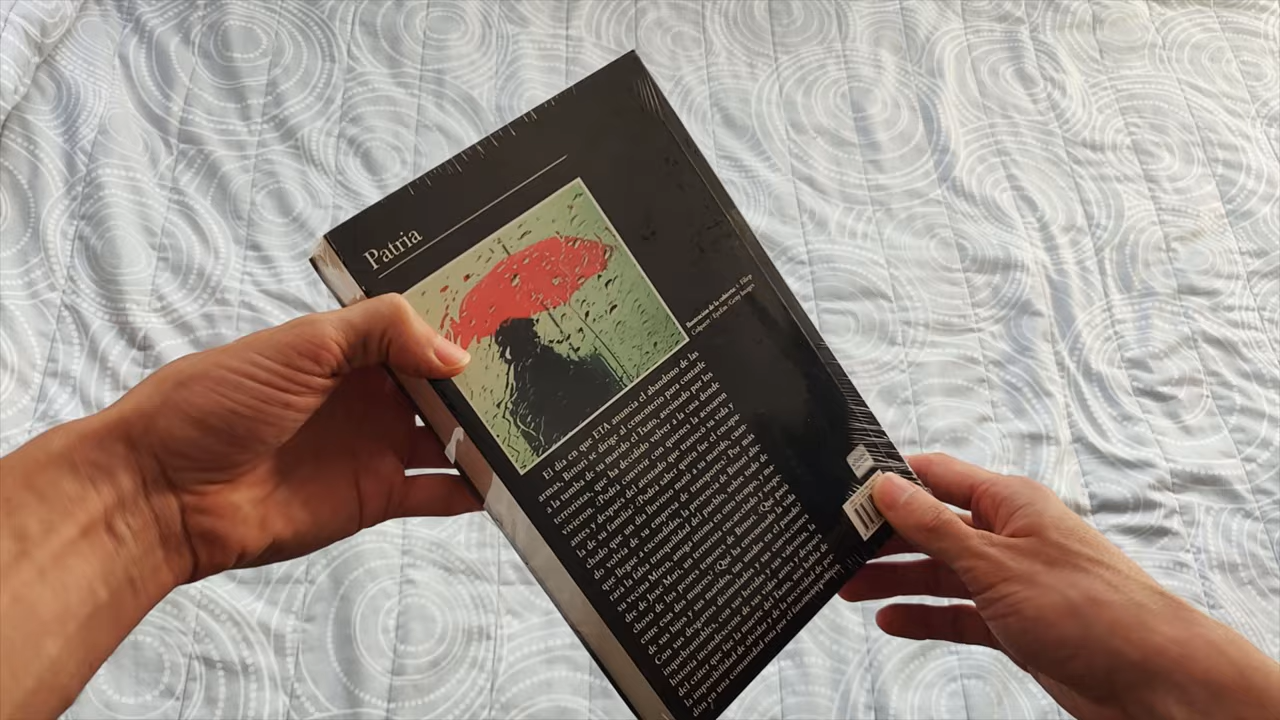 Patria
Ilustración de la cubierta: © Filep
Colpaert / EyeEm /Getty Images
El día en que ETA anuncia el abandono de las
armas, Bittori se dirige al cementerio para contarle
a la tumba de su marido el Txato, asesinado por los
terroristas, que ha decidido volver a la casa donde
vivieron. ¿Podrá convivir con quienes la acosaron
antes y después del atentado que trastocó su vida y
la de su familia? ¿Podrá saber quién fue el encapu-
chado que un día lluvioso mató a su marido, cuan-
do volvía de su empresa de transportes? Por más
que llegue a escondidas, la presencia de Bittori alte-
rará la falsa tranquilidad del pueblo, sobre todo de
su vecina Miren, amiga íntima en otro tiempo, y ma-
dre de Joxe Mari, un terrorista encarcelado y sospe-
choso de los peores temores de Bittori. ¿Qué pasó
entre esas dos mujeres? ¿Qué ha envenenado la vida
de sus hijos y sus maridos, tan unidos en el pasado?
Con sus desgarros disimulados y sus convicciones
inquebrantables, con sus heridas y sus valentías, la
historia incandescente de sus vidas antes y después
del cráter que fue la muerte del Txato, nos habla de
la imposibilidad de olvidar y de la necesidad de per-
dón en una comunidad rota por el fanatismo